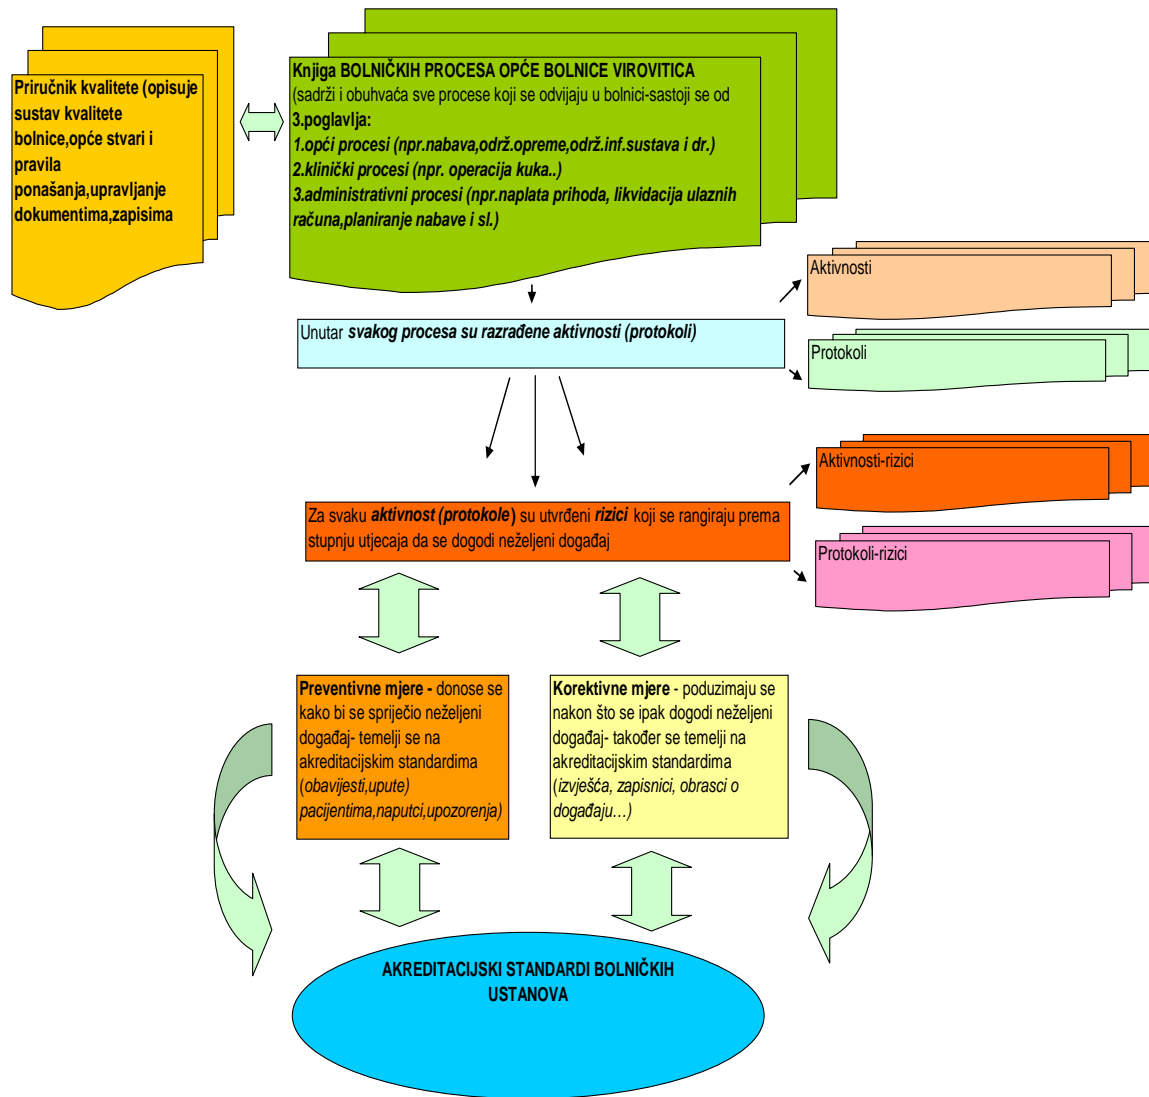 Priručnik kvalitete (opisuje
sustav kvalitete
bolnice,opće stvari i
pravila
ponašanja,upravljanje
dokumentima,zapisima
Knjiga BOLNIČKIH PROCESA OPĆE BOLNICE VIROVITICA
(sadrži i obuhvaća sve procese koji se odvijaju u bolnici-sastoji se od
3.poglavlja:
1.opći procesi (npr.nabava,održ.opreme,održ.inf.sustava i dr.)
2.klinički procesi (npr. operacija kuka..)
3.administrativni procesi (npr.naplata prihoda, likvidacija ulaznih
računa,planiranje nabave i sl.)
Aktivnosti
Unutar svakog procesa su razrađene aktivnosti (protokoli)
Protokoli
Aktivnosti-rizici
Za svaku aktivnost (protokole) su utvrđeni rizici koji se rangiraju prema
stupnju utjecaja da se dogodi neželjeni događaj
Protokoli-rizici
Preventivne mjere - donose se
kako bi se spriječio neželjeni
događaj- temelji se na
akreditacijskim standardima
(obavijesti,upute)
pacijentima,naputci,upozorenja)
Korektivne mjere - poduzimaju se
nakon što se ipak dogodi neželjeni
događaj- također se temelji na
akreditacijskim standardima
(izvješća, zapisnici, obrasci o
događaju…)
AKREDITACIJSKI STANDARDI BOLNIČKIH
USTANOVA